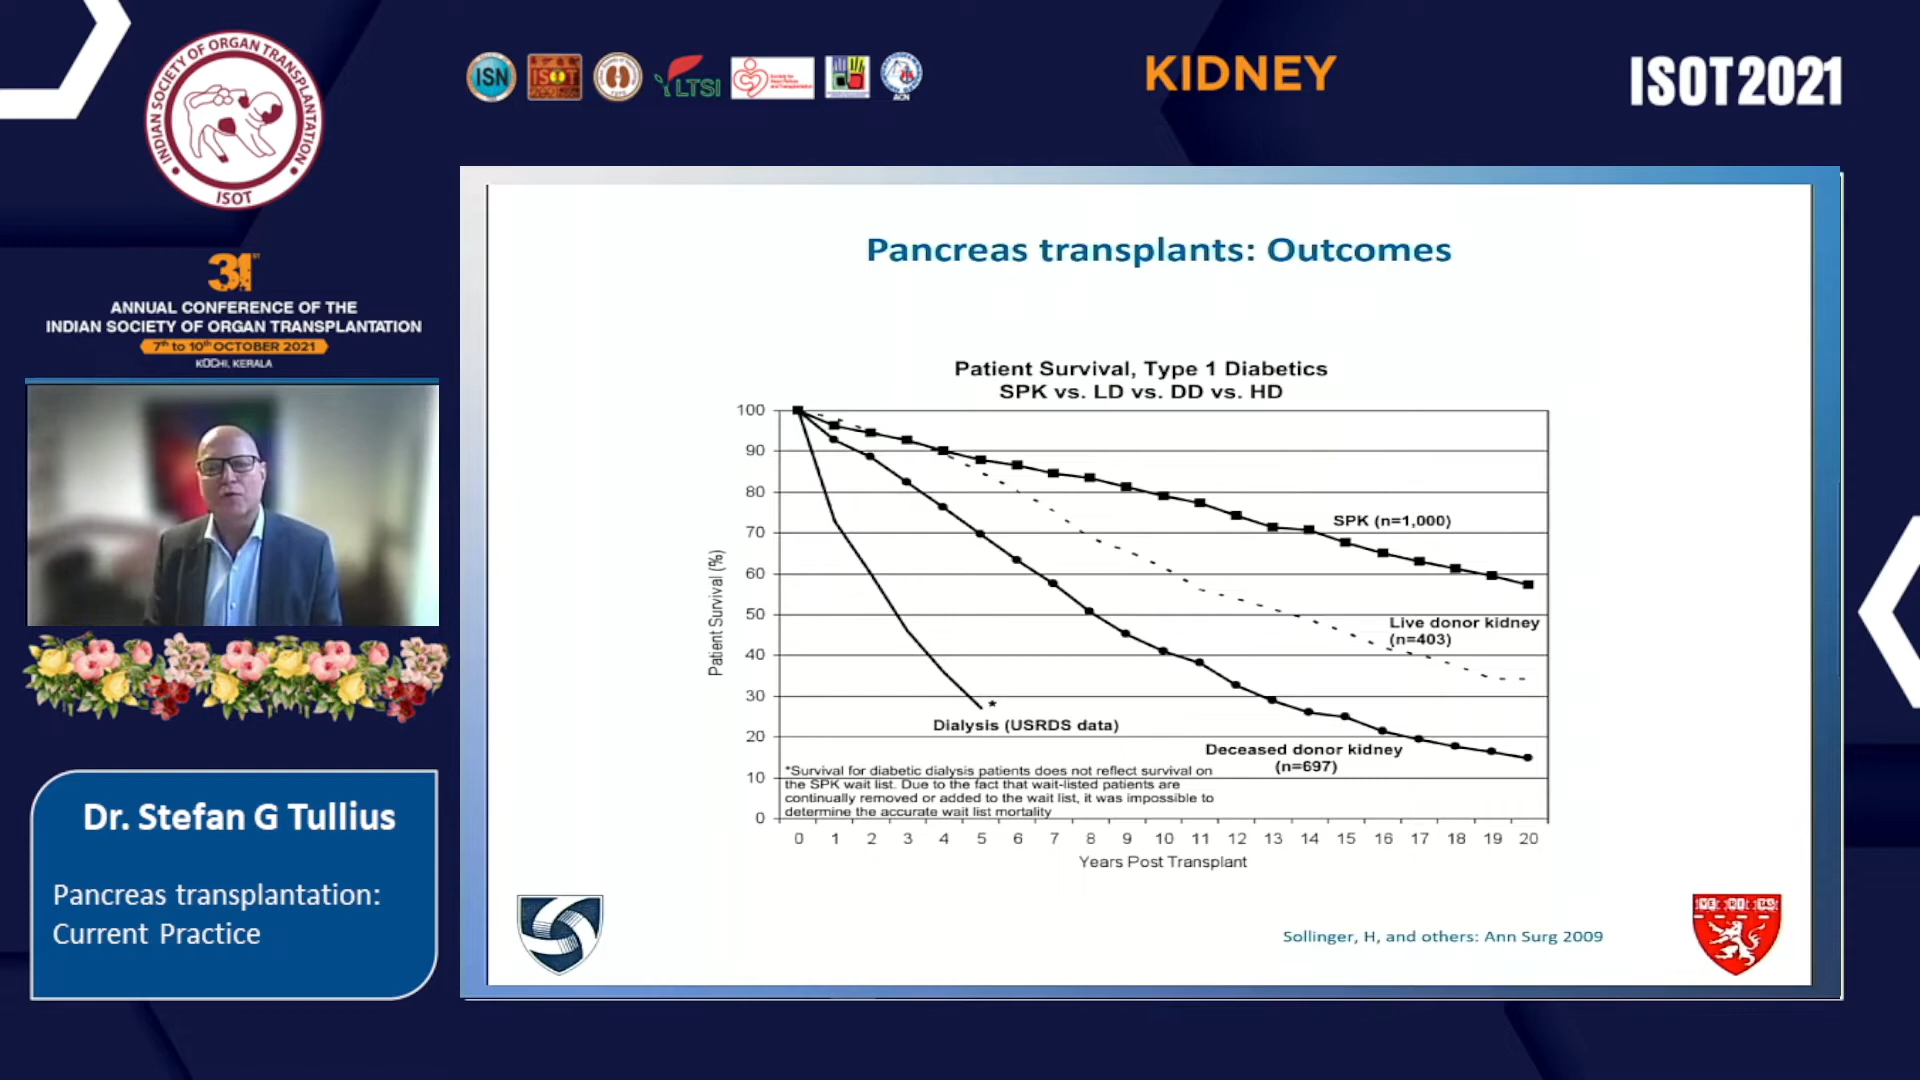 INDIAN SOCIETY OF ORGAN TRANSPLANTATION
ISOT
31ST
ANNUAL CONFERENCE OF THE
INDIAN SOCIETY OF ORGAN TRANSPLANTATION
7th to 10th OCTOBER 2021
KOCHI, KERALA
ISN
ISOT
LTSI
ACN
KIDNEY
ISOT2021
Pancreas transplants: Outcomes
Patient Survival, Type 1 Diabetics
SPK vs. LD vs. DD vs. HD
Patient Survival (%)
100
90
80
70
60
50
40
30
20
10
0
SPK (n=1,000)
Live donor kidney
(n=403)
*
Dialysis (USRDS data)
Deceased donor kidney
(n=697)
*Survival for diabetic dialysis patients does not reflect survival on
the SPK wait list. Due to the fact that wait-listed patients are
continually removed or added to the wait list, it was impossible to
determine the accurate wait list mortality
0 1 2 3 4 5 6 7 8 9 10 11 12 13 14 15 16 17 18 19 20
Years Post Transplant
Sollinger, H, and others: Ann Surg 2009
Dr. Stefan G Tullius
Pancreas transplantation:
Current Practice